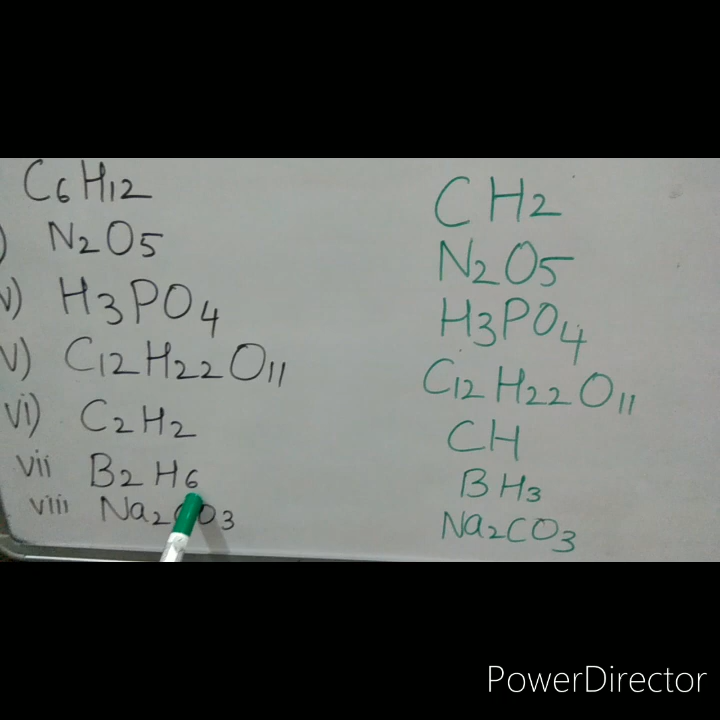 C6H12 CH2
) N2O5 N2O5
v) H3PO4 H3PO4
v) C12H22O11 C12H22O11
vi) C2H2 CH
vii B2H6 BH3
viii Na2CO3 Na2CO3
PowerDirector